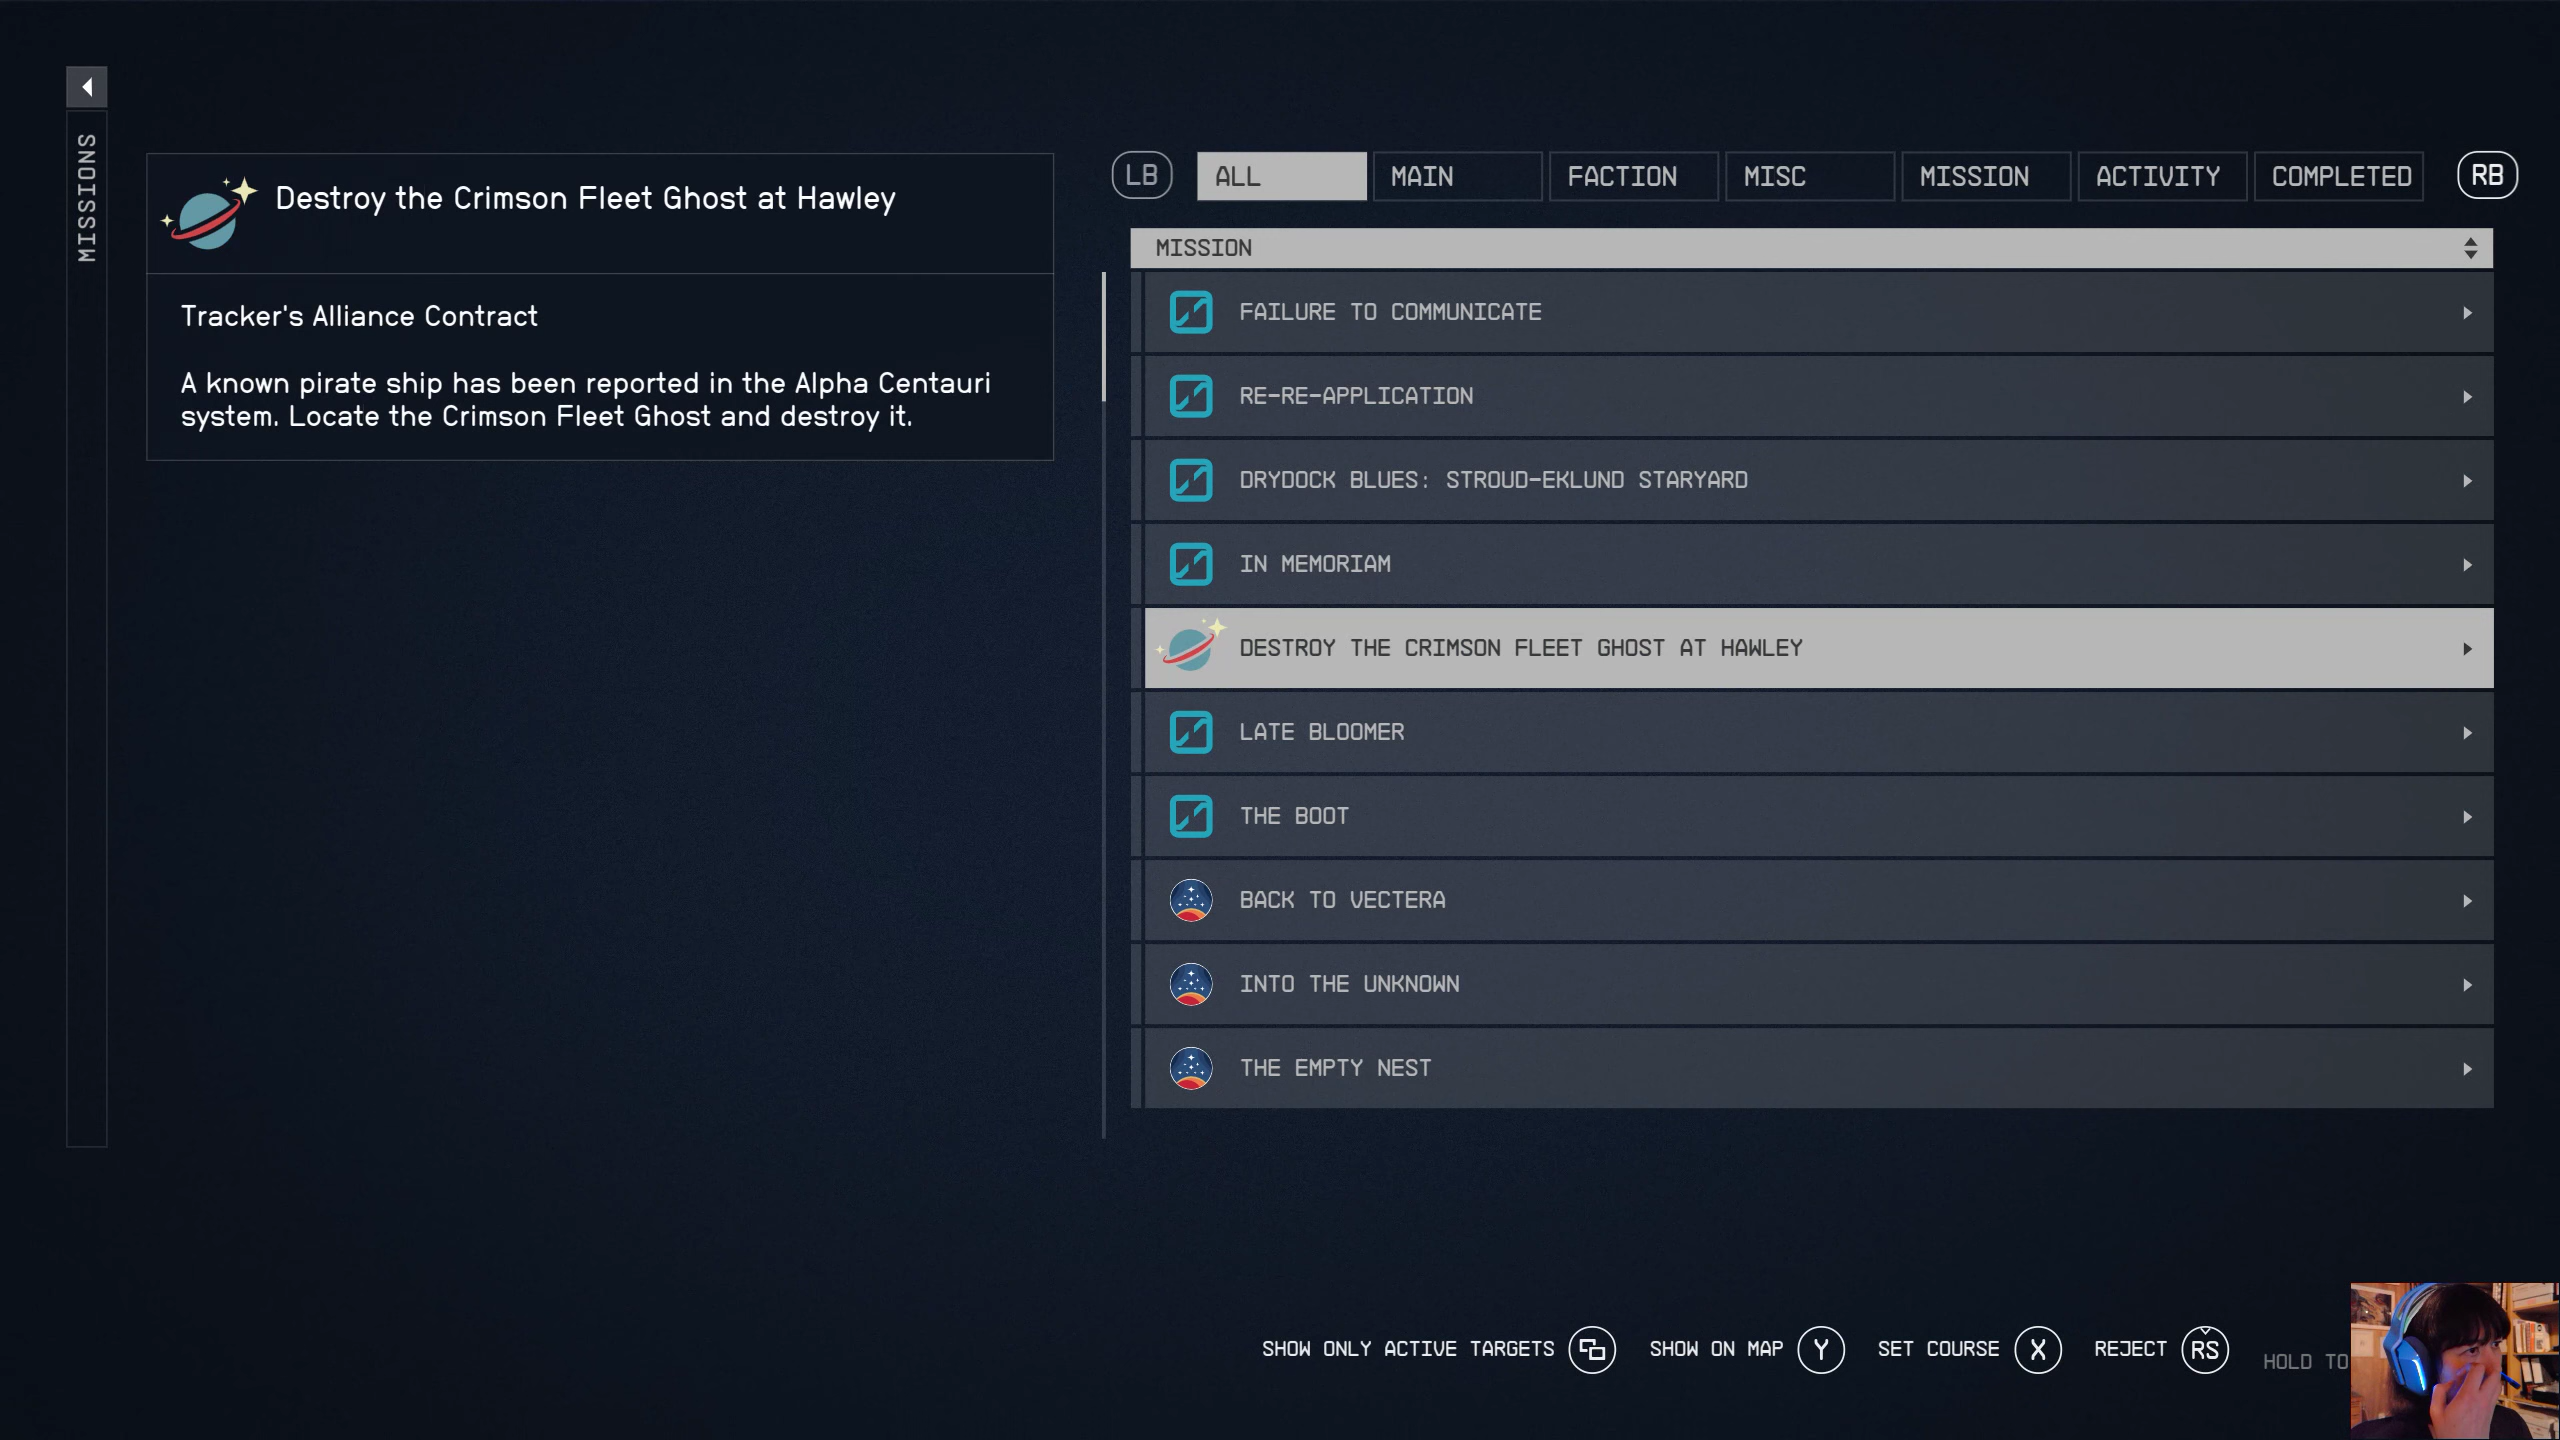 MISSIONS
Destroy the Crimson Fleet Ghost at Hawley
Tracker's Alliance Contract
A known pirate ship has been reported in the Alpha Centauri
system. Locate the Crimson Fleet Ghost and destroy it.
LB ALL MAIN FACTION MISC MISSION ACTIVITY COMPLETED RB
MISSION
FAILURE TO COMMUNICATE
RE-RE-APPLICATION
DRYDOCK BLUES: STROUD-EKLUND STARYARD
IN MEMORIAM
DESTROY THE CRIMSON FLEET GHOST AT HAWLEY
LATE BLOOMER
THE BOOT
BACK TO VECTERA
INTO THE UNKNOWN
THE EMPTY NEST
SHOW ONLY ACTIVE TARGETS SHOW ON MAP Y SET COURSE X REJECT RS HOLD TO